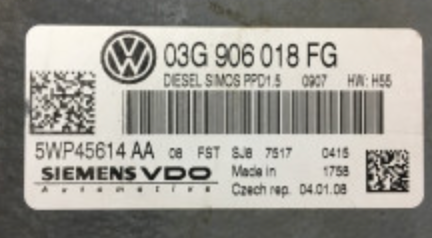 03G 906 018 FG
DIESEL SIMOS PPD1.5 0907 HW: H55
5WP45614 AA 08 FST SJ8 7517 0415
SIEMENS VDO Made in 1758
Automotive Czech rep. 04.01.08